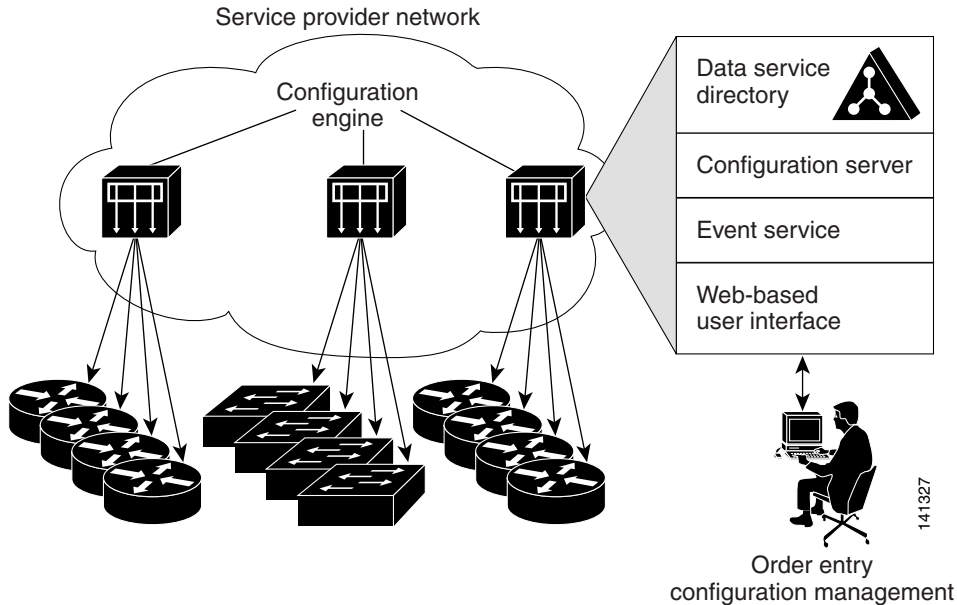 Service provider network
Configuration
engine
Data service
directory
Configuration server
Event service
Web-based
user interface
141327
Order entry
configuration management